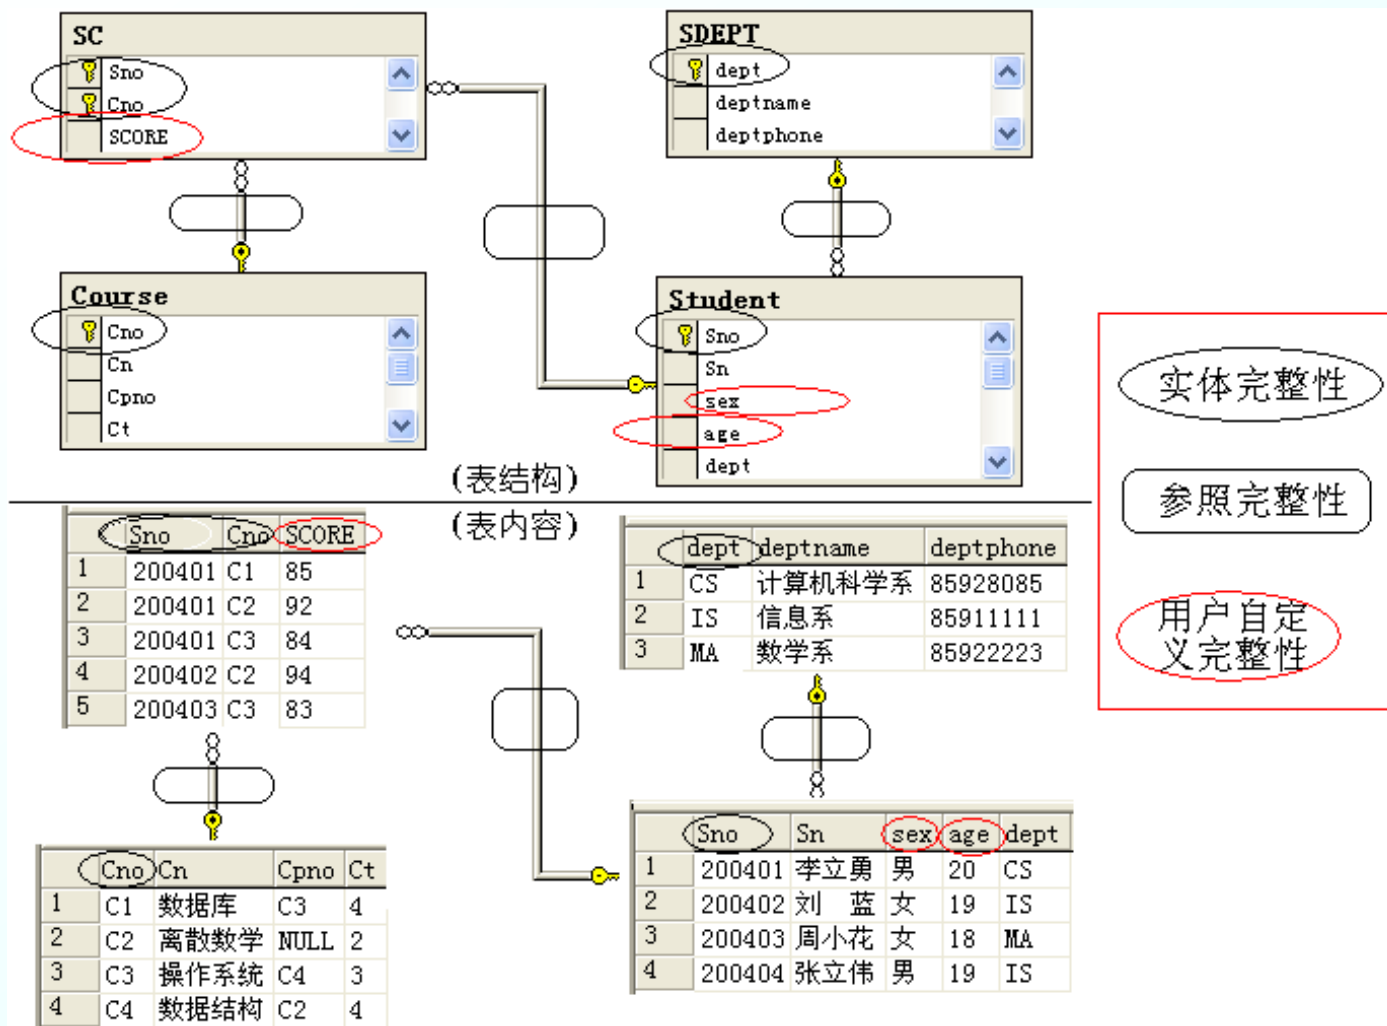 SC
Sno
Cno
SCORE
SDEPT
dept
deptname
deptphone
Course
Cno
Cn
Cpno
Ct
Student
Sno
Sn
sex
age
dept
(表结构)
实体完整性
参照完整性
用户自定
义完整性
(表内容)
Sno Cno SCORE
1 200401 C1 85
2 200401 C2 92
3 200401 C3 84
4 200402 C2 94
5 200403 C3 83
dept deptname deptphone
1 CS 计算机科学系 85928085
2 IS 信息系 85911111
3 MA 数学系 85922223
Cno Cn Cpno Ct
1 C1 数据库 C3 4
2 C2 离散数学 NULL 2
3 C3 操作系统 C4 3
4 C4 数据结构 C2 4
Sno Sn sex age dept
1 200401 李立勇 男 20 CS
2 200402 刘 蓝 女 19 IS
3 200403 周小花 女 18 MA
4 200404 张立伟 男 19 IS